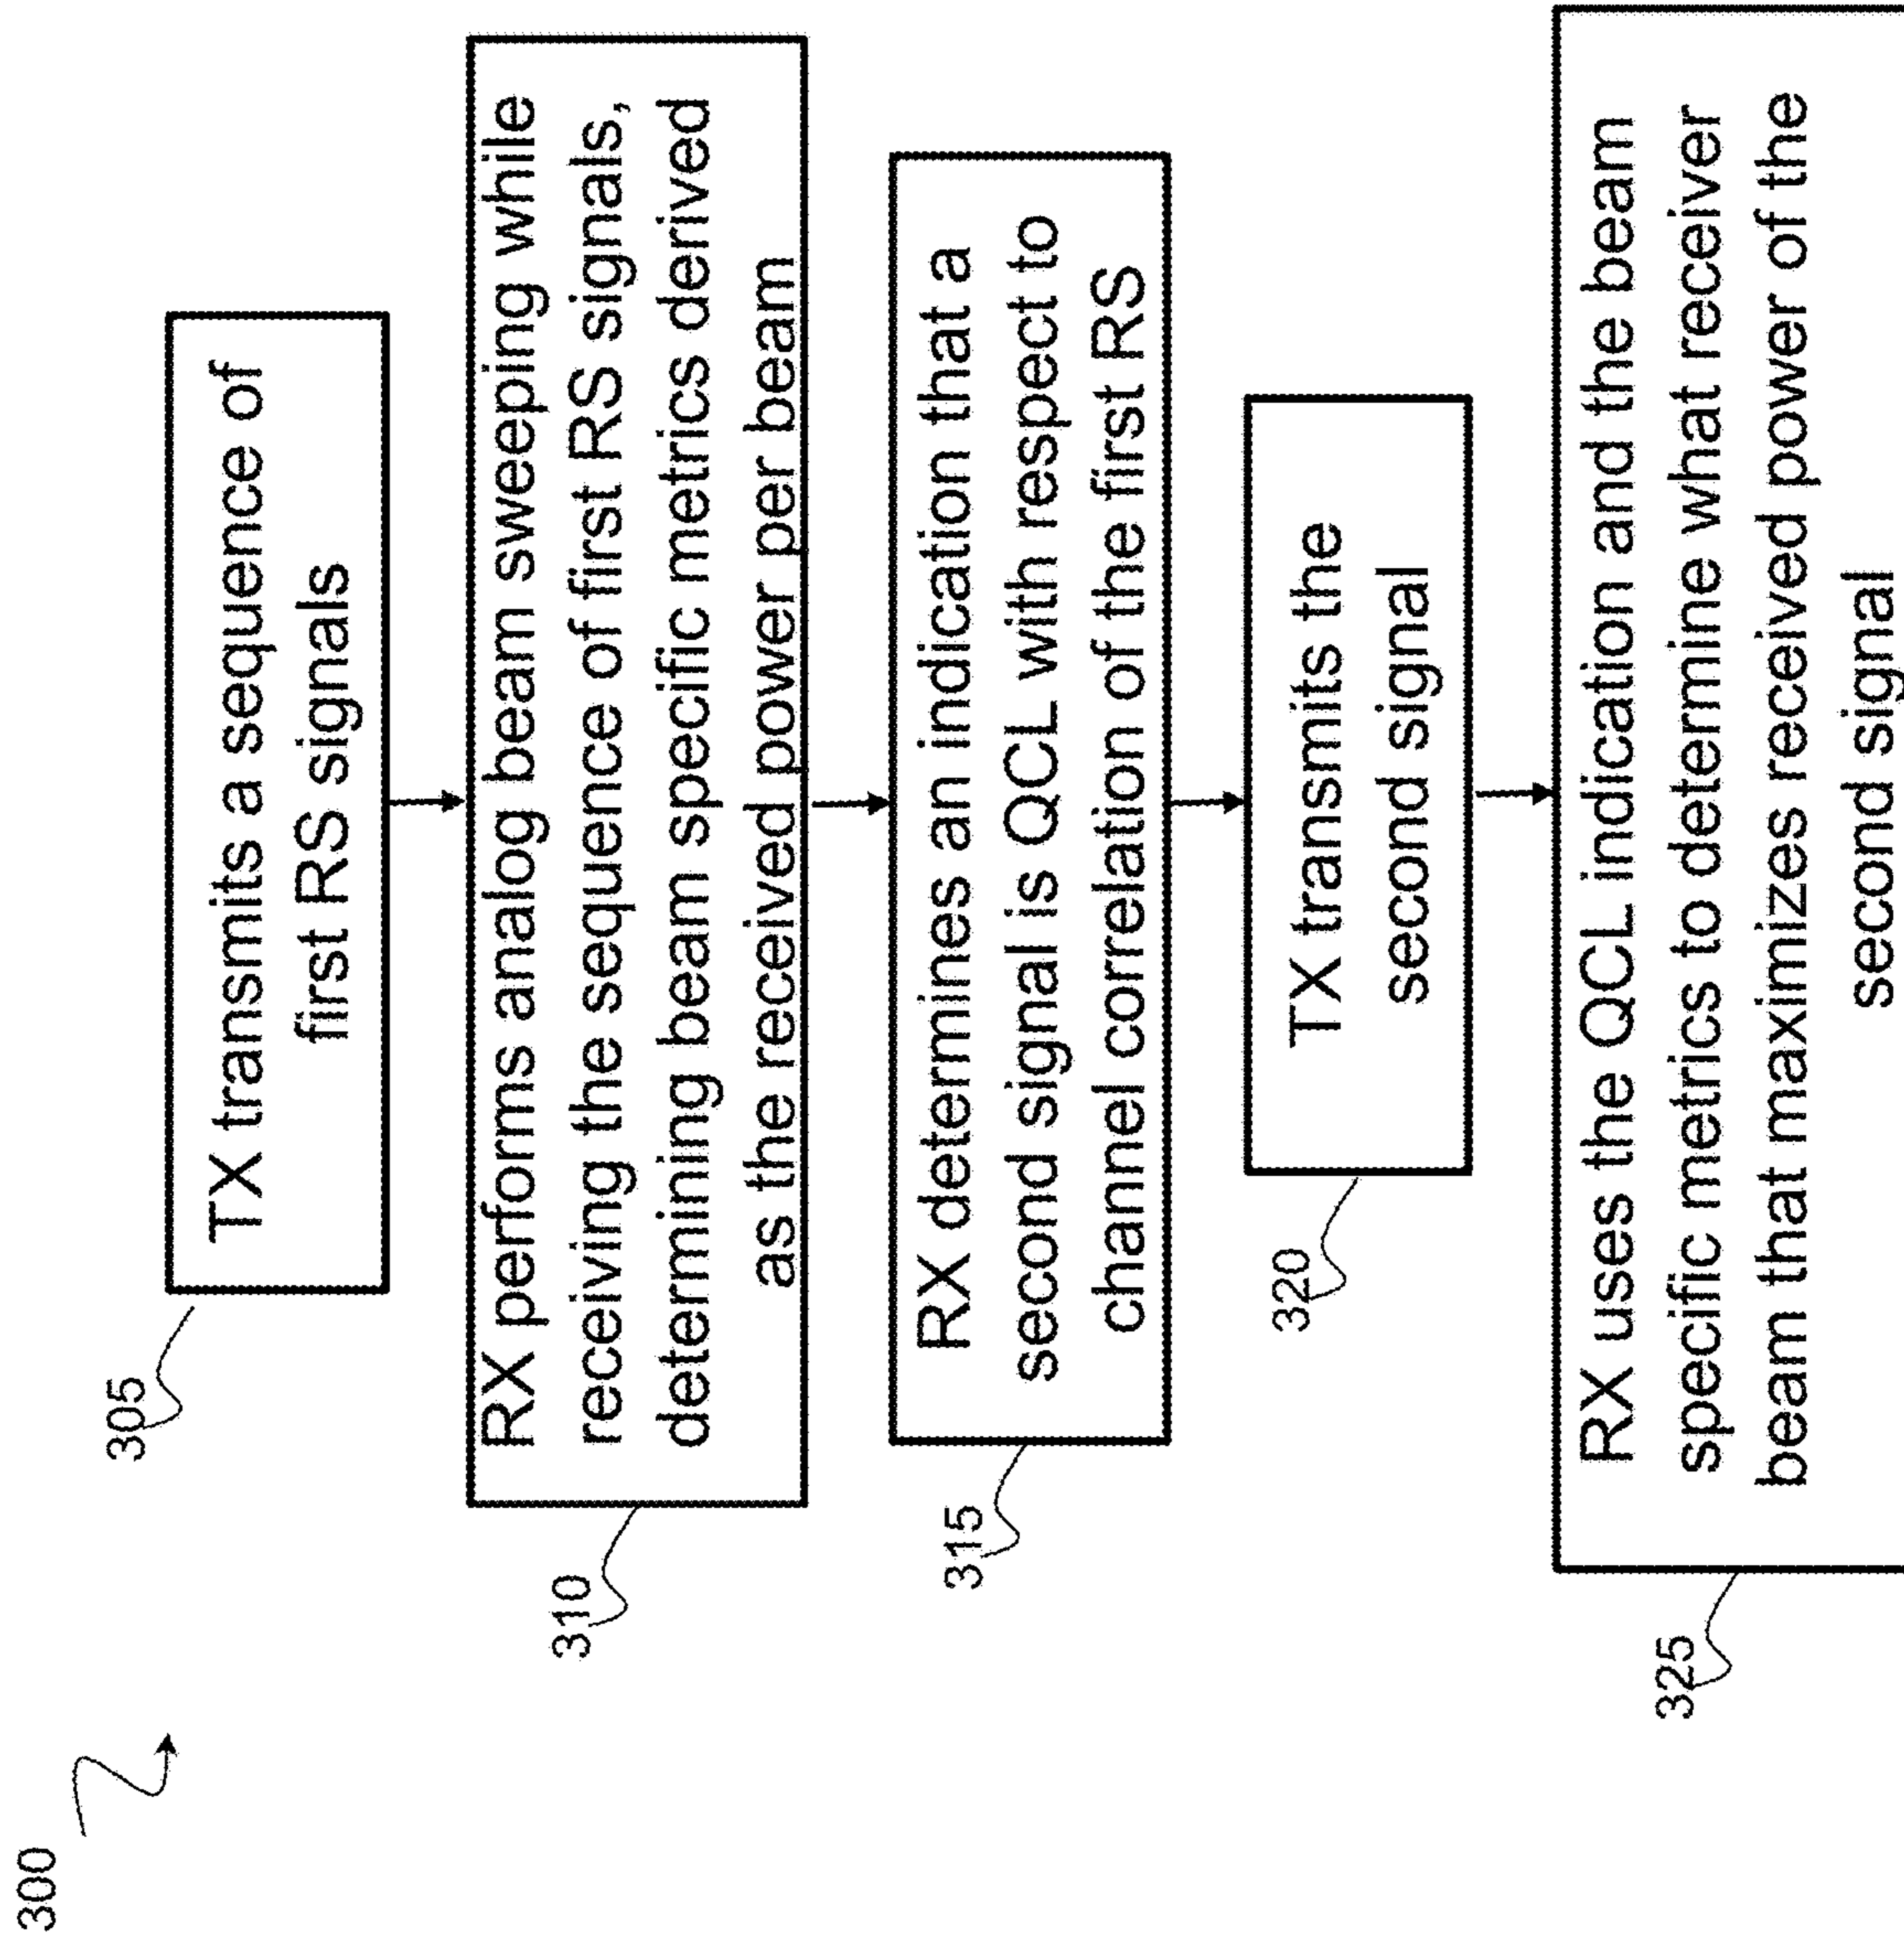 300
305
TX transmits a sequence of
first RS signals
310
RX performs analog beam sweeping while
receiving the sequence of first RS signals,
determining beam specific metrics derived
as the received power per beam
315
RX determines an indication that a
second signal is QCL with respect to
channel correlation of the first RS
320
TX transmits the
second signal
325
RX uses the QCL indication and the beam
specific metrics to determine what receiver
beam that maximizes received power of the
second signal